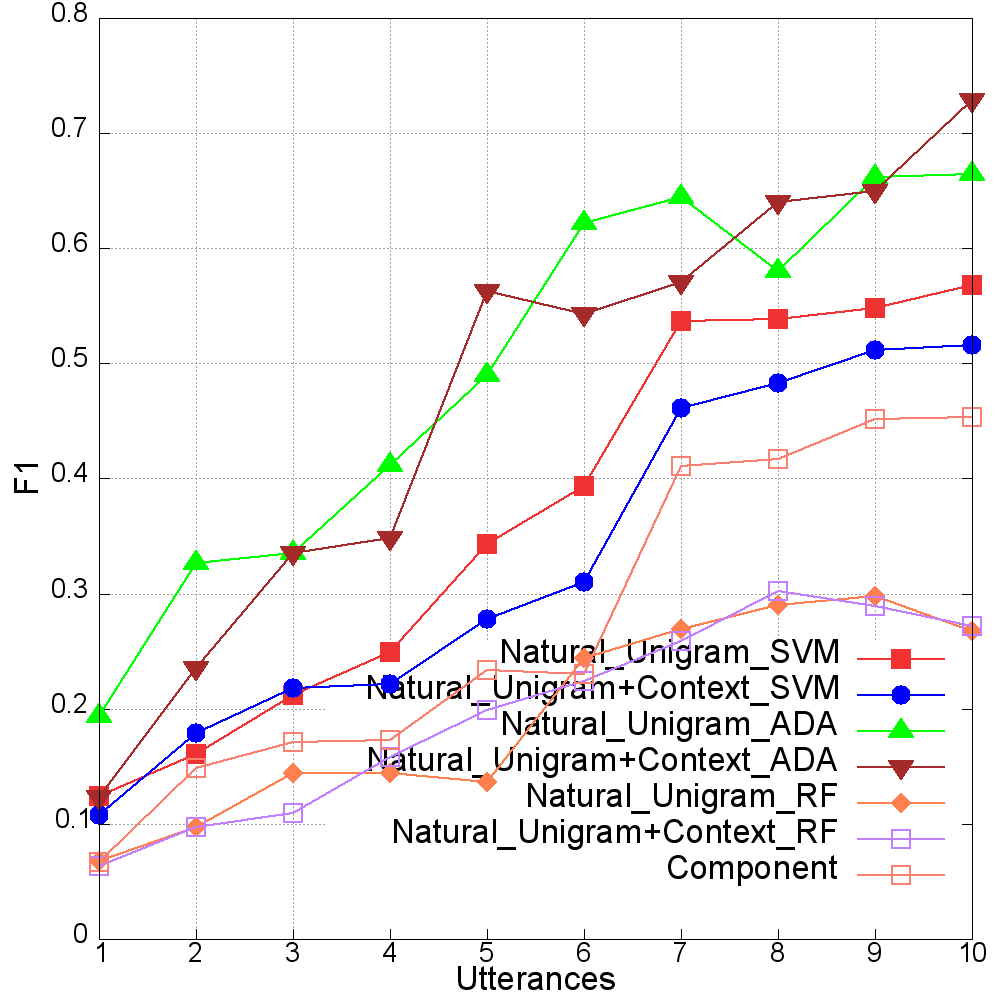 0.8
0.7
0.6
0.5
0.4
0.3
0.2
0.1
0
F1
Natural_Unigram_SVM
Natural_Unigram+Context_SVM
Natural_Unigram_ADA
Natural_Unigram+Context_ADA
Natural_Unigram_RF
Natural_Unigram+Context_RF
Component
1 2 3 4 5 6 7 8 9 10
Utterances